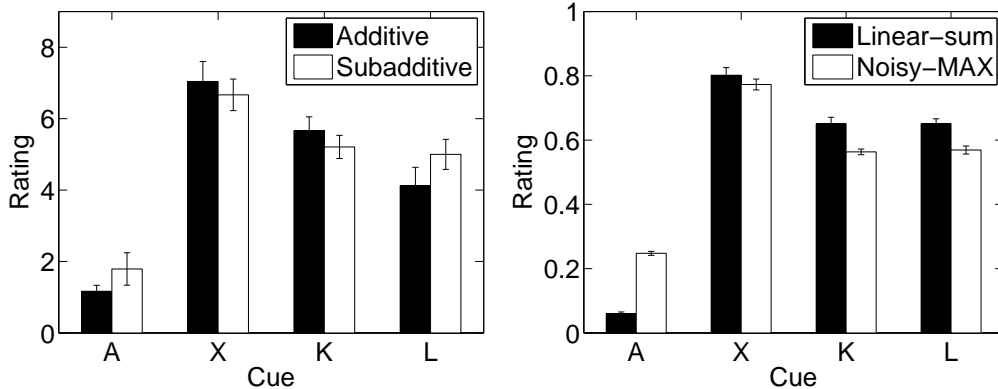 8
6
4
2
0
Rating
Additive
Subadditive
A X K L
Cue
1
0.8
0.6
0.4
0.2
0
Rating
Linear−sum
Noisy−MAX
A X K L
Cue